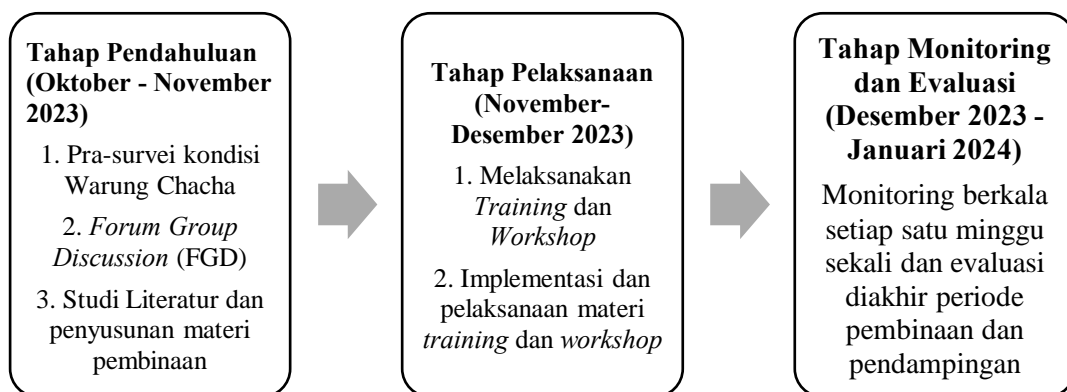 Tahap Pendahuluan
(Oktober - November
2023)
1. Pra-survei kondisi
Warung Chacha
2. Forum Group
Discussion (FGD)
3. Studi Literatur dan
penyusunan materi
pembinaan
Tahap Pelaksanaan
(November-
Desember 2023)
1. Melaksanakan
Training dan
Workshop
2. Implementasi dan
pelaksanaan materi
training dan workshop
Tahap Monitoring
dan Evaluasi
(Desember 2023 -
Januari 2024)
Monitoring berkala
setiap satu minggu
sekali dan evaluasi
diakhir periode
pembinaan dan
pendampingan